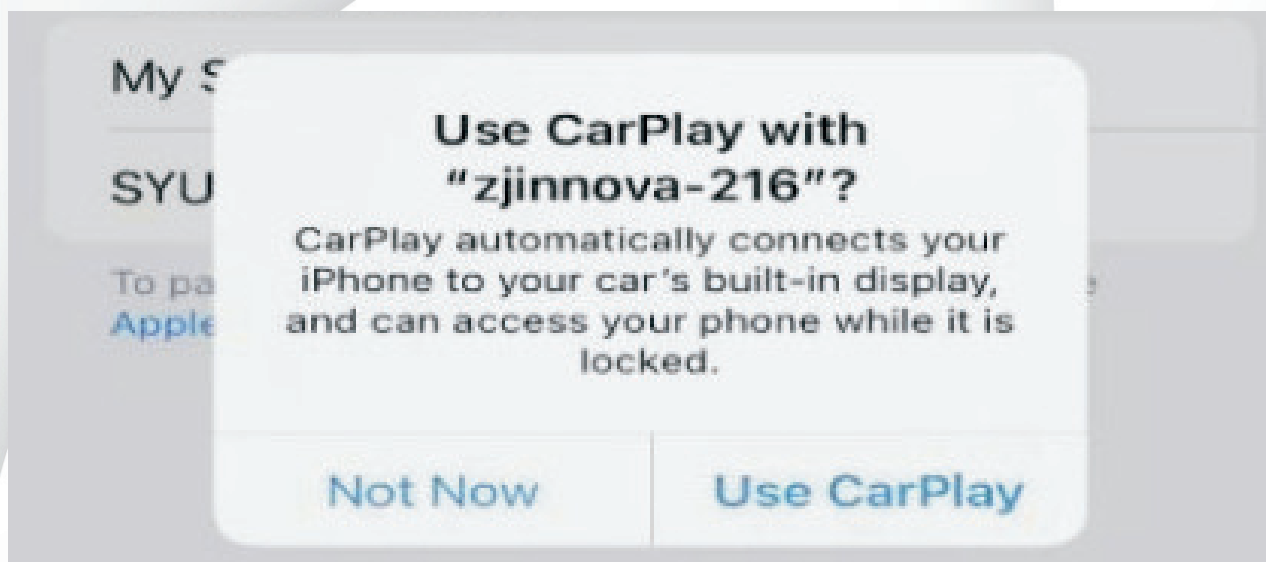 My S
Use CarPlay with
“zjinnova-216”?
SYU
CarPlay automatically connects your
iPhone to your car's built-in display,
To pa
and can access your phone while it is
Apple
locked.
Not Now
Use CarPlay